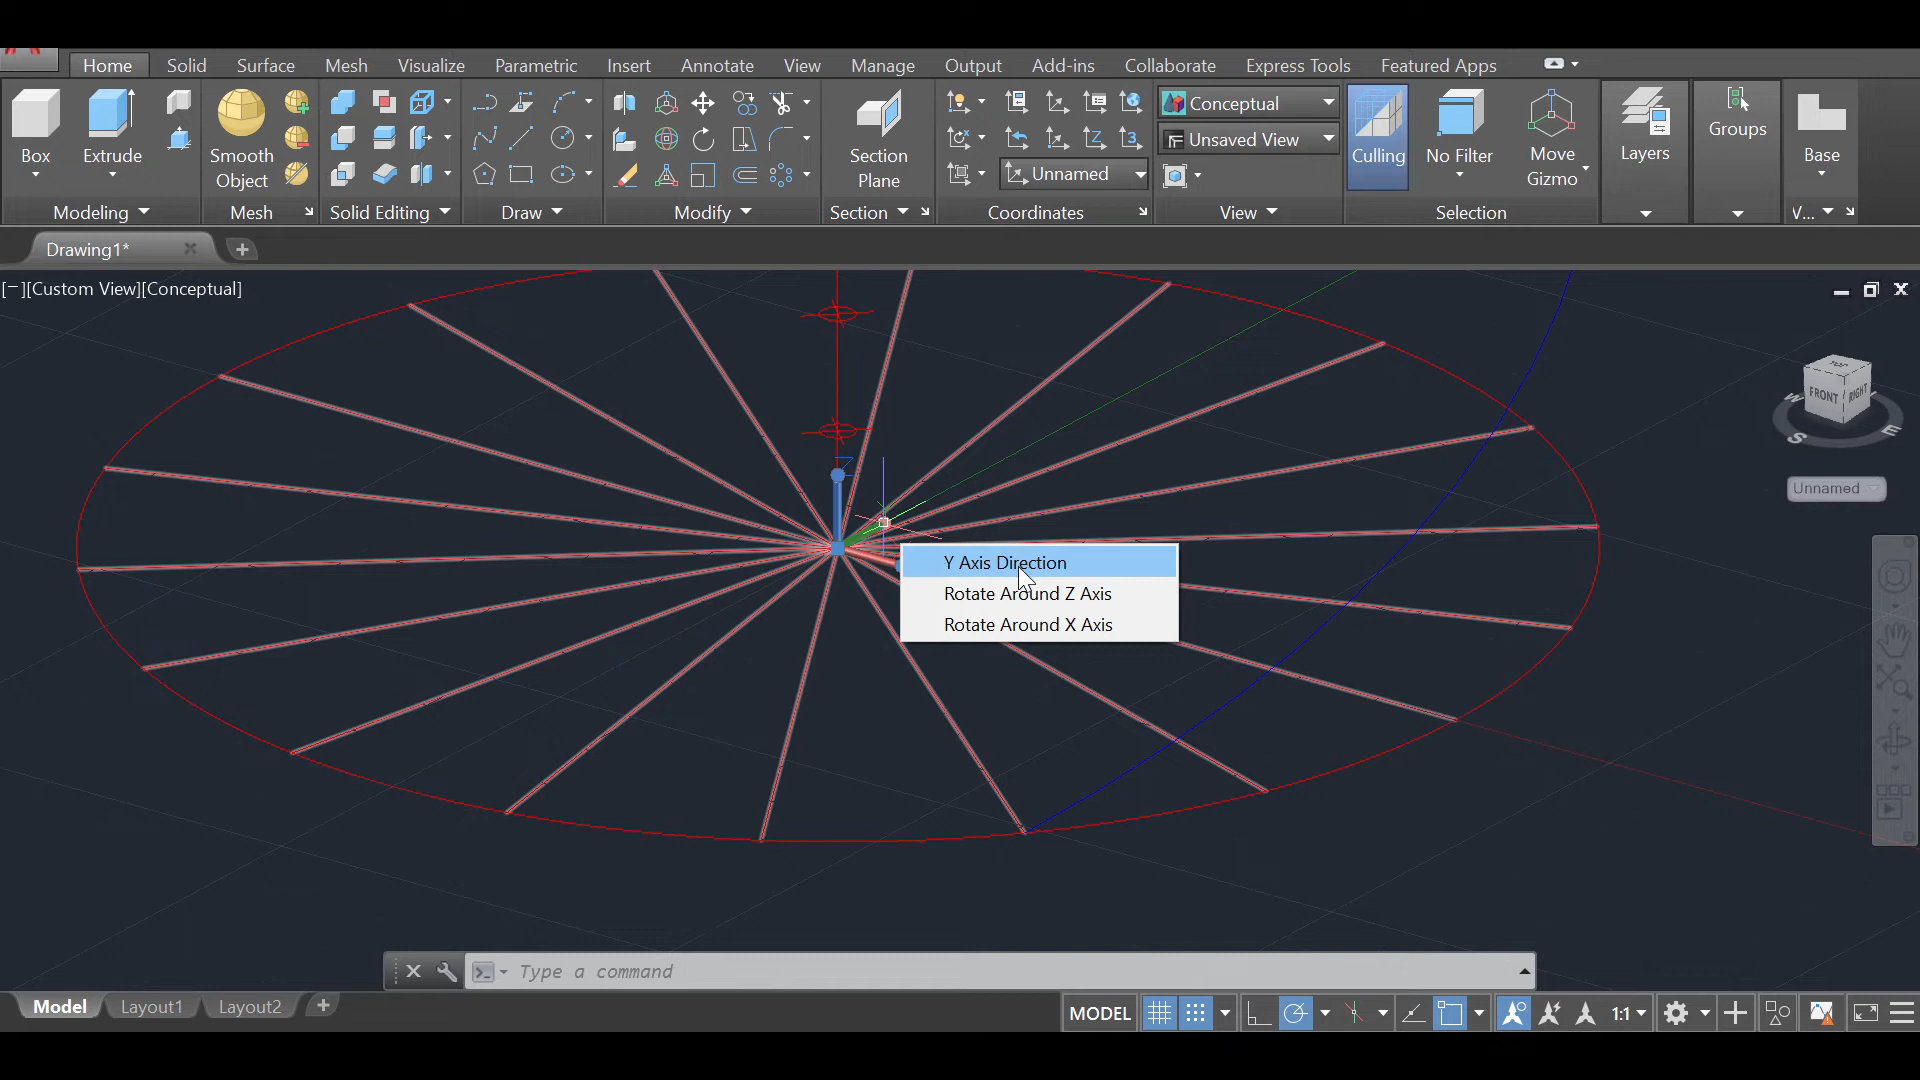 Home Solid Surface Mesh Visualize Parametric Insert Annotate View Manage Output Add-ins Collaborate Express Tools Featured Apps
Box
Extrude
Smooth
Object
Section
Plane
Unnamed
Conceptual
Unsaved View
Culling
No Filter
Move
Gizmo
Layers
Groups
Base
Modeling Mesh Solid Editing Draw Modify Section Coordinates View Selection V...
Drawing1*
[−][Custom View][Conceptual]
TOP
FRONT
RIGHT
W
S
E
Unnamed
Z
Y Axis Direction
Rotate Around Z Axis
Rotate Around X Axis
Type a command
Model Layout1 Layout2
MODEL
1:1